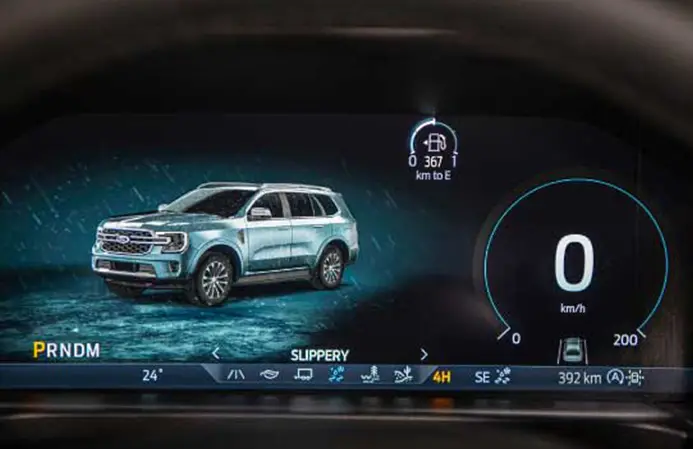 0 367 1
km to E
0
km/h
0 200
PRNDM
SLIPPERY
24°
4H
SE
392 km
A